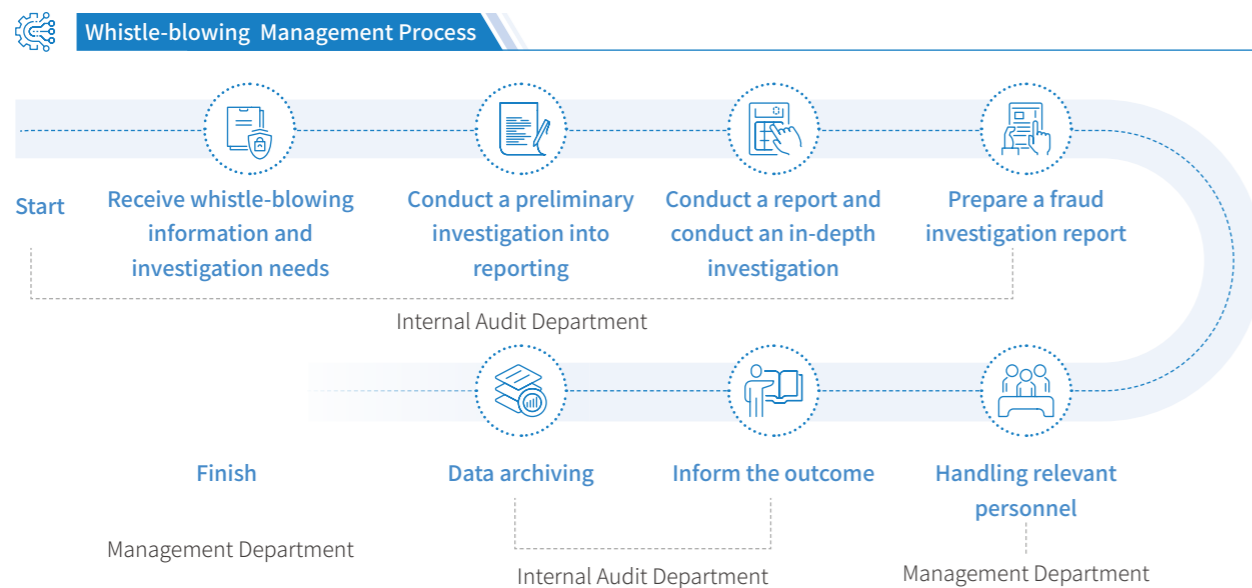 Whistle-blowing Management Process
Start
Receive whistle-blowing
information and
investigation needs
Conduct a preliminary
investigation into
reporting
Conduct a report and
conduct an in-depth
investigation
Prepare a fraud
investigation report
Internal Audit Department
Finish
Data archiving
Inform the outcome
Handling relevant
personnel
Management Department
Internal Audit Department
Management Department